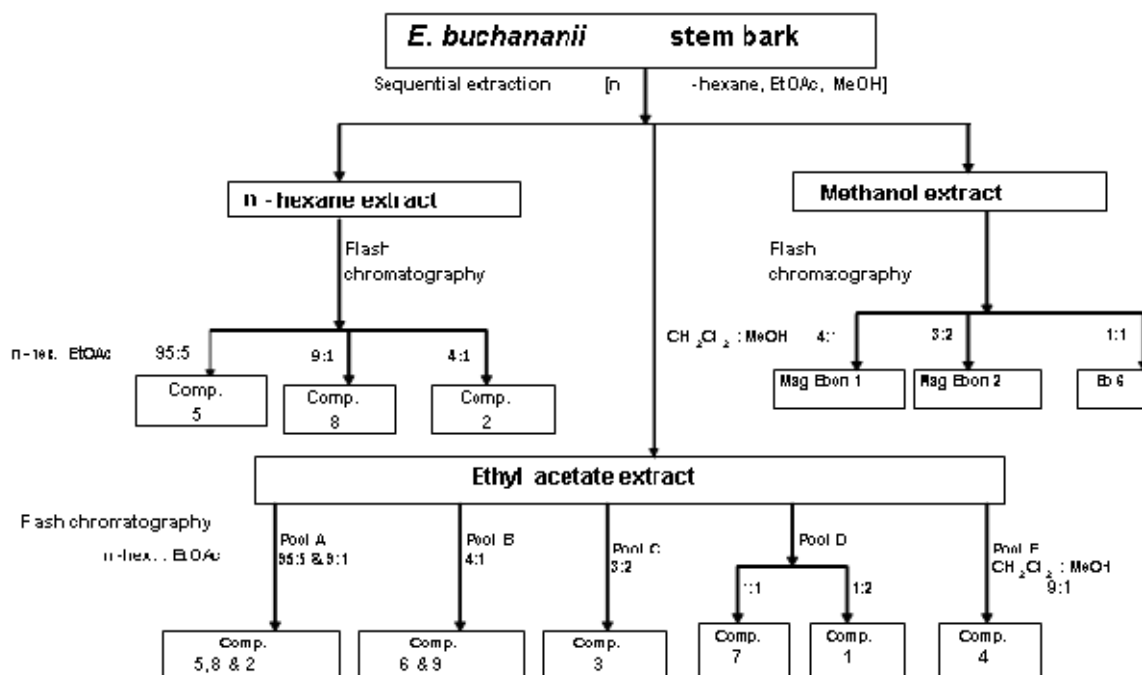 E. buchananii stem bark
Sequential extraction [n -hexane, EtOAc, MeOH]
n - hexane extract
Methanol extract
Flash
chromatography
Flash
chromatography
EtOAc 95:5 9:1 4:1
CH2Cl2 : MeOH 4:1 3:2 1:1
Comp.
5
Comp.
8
Comp.
2
Mag Ebon 1
Mag Ebon 2
Eb 6
Ethyl acetate extract
Flash chromatography
n-hex. : EtOAc
Pool A
95:5 & 9:1
Pool B
4:1
Pool C
3:2
Pool D
1:1 1:2
Pool E
CH2Cl2 : MeOH
9:1
Comp.
5,8 & 2
Comp.
6 & 9
Comp.
3
Comp.
7
Comp.
1
Comp.
4